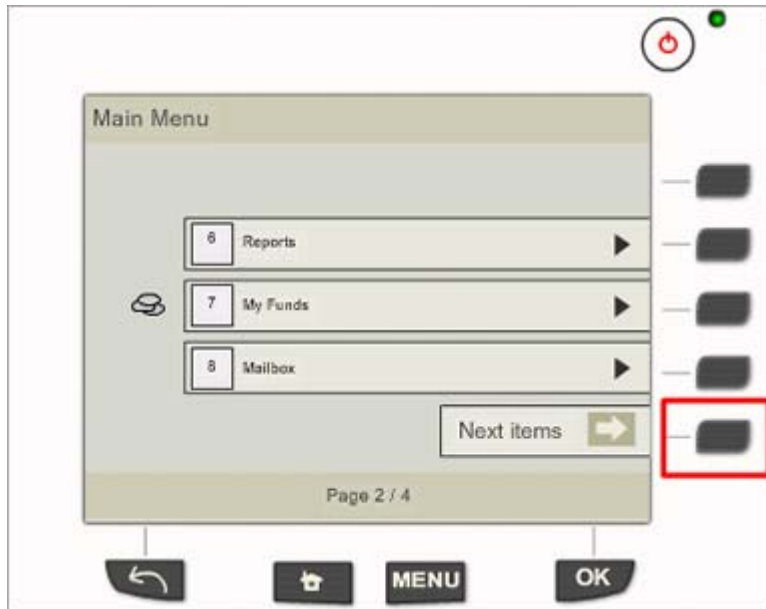 Main Menu
6 Reports
7 My Funds
8 Mailbox
Next items
Page 2 / 4
MENU
OK